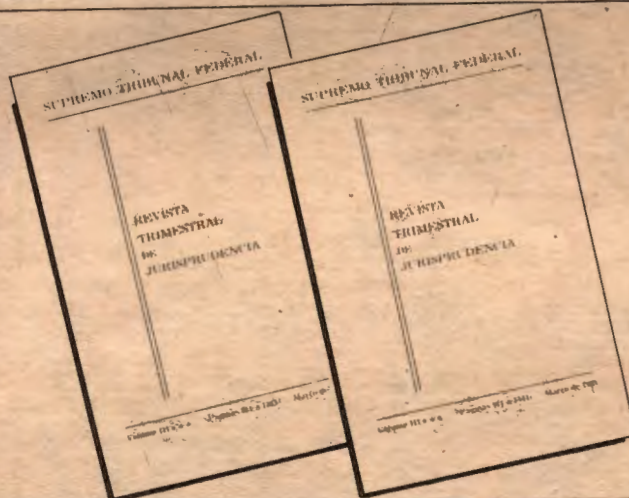 SUPREMO TRIBUNAL FEDERAL
REVISTA
TRIMESTRAL
DE
JURISPRUDENCIA
SUPREMO TRIBUNAL FEDERAL
REVISTA
TRIMESTRAL
DE
JURISPRUDENCIA